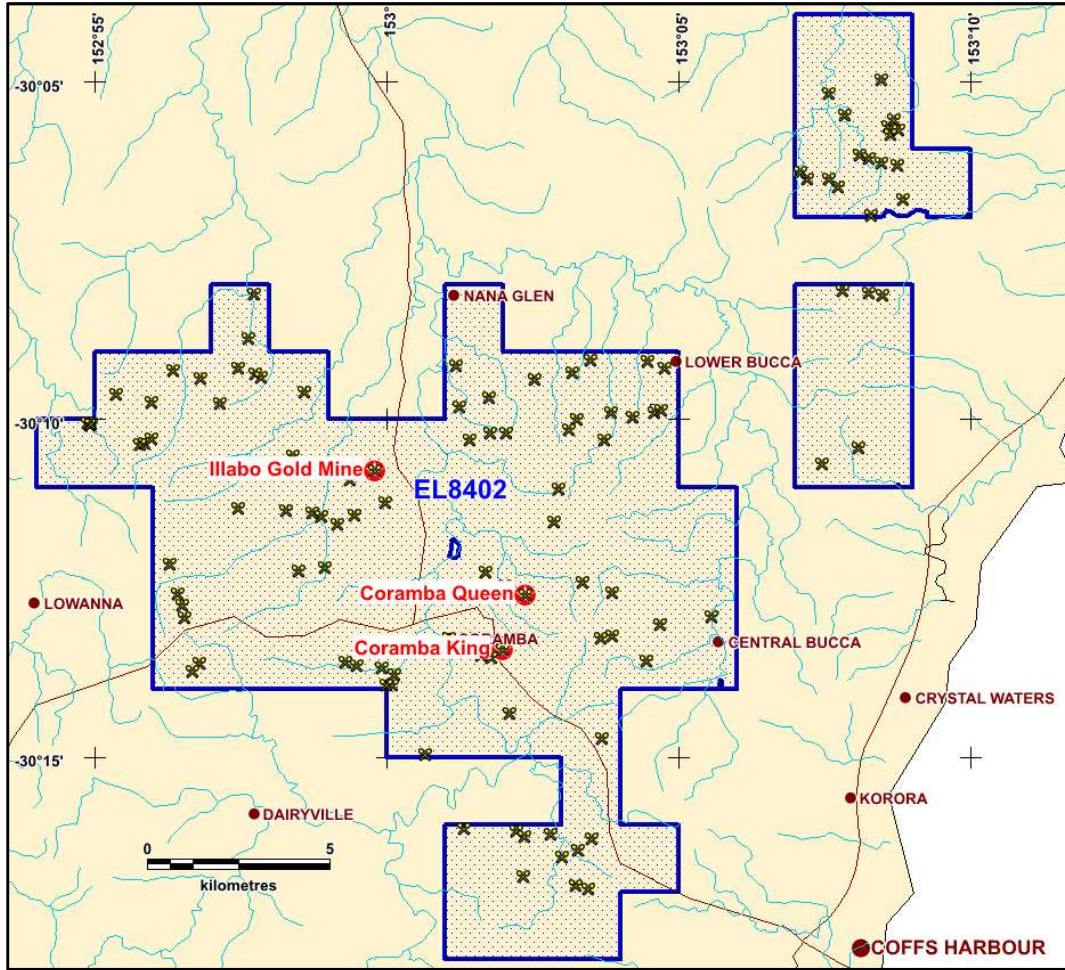 152°55'
153°
153°05'
153°10'
-30°05'
NANA GLEN
LOWER BUCCA
-30°10'
Illabo Gold Mine
EL8402
Coramba Queen
LOWANNA
CORAMBA
Coramba King
CENTRAL BUCCA
CRYSTAL WATERS
-30°15'
KORORA
DAIRYVILLE
0 5
kilometres
COFFS HARBOUR